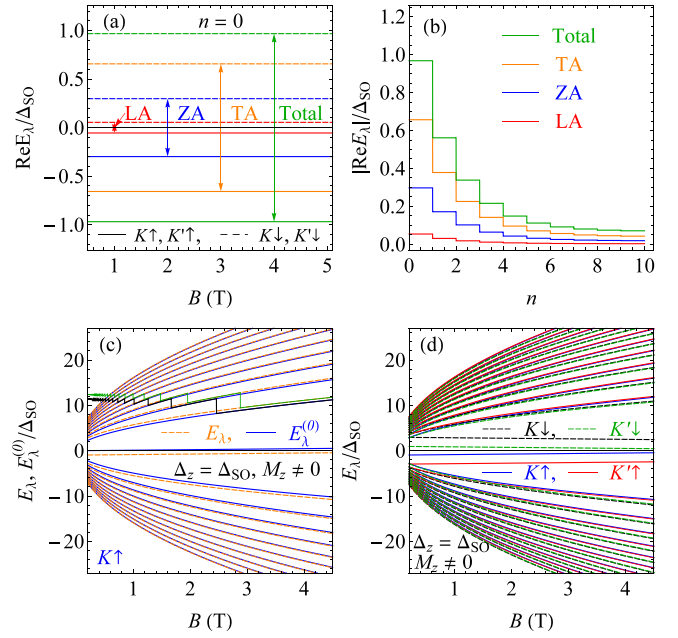 (a) n = 0
1.0
0.5
0.0
−0.5
−1.0
ReE_λ/Δ_SO
LA ZA TA Total
K↑, K′↑, K↓, K′↓
1 2 3 4 5
B (T)
(b)
1.2
1.0
0.8
0.6
0.4
0.2
0.0
|ReE_λ|/Δ_SO
Total
TA
ZA
LA
0 2 4 6 8 10
n
(c)
20
10
0
−10
−20
E_λ, E_λ^(0)/Δ_SO
E_λ, E_λ^(0)
Δ_z = Δ_SO, M_z ≠ 0
K↑
1 2 3 4
B (T)
(d)
20
10
0
−10
−20
E_λ/Δ_SO
K↓, K′↓
K↑, K′↑
Δ_z = Δ_SO
M_z ≠ 0
1 2 3 4
B (T)